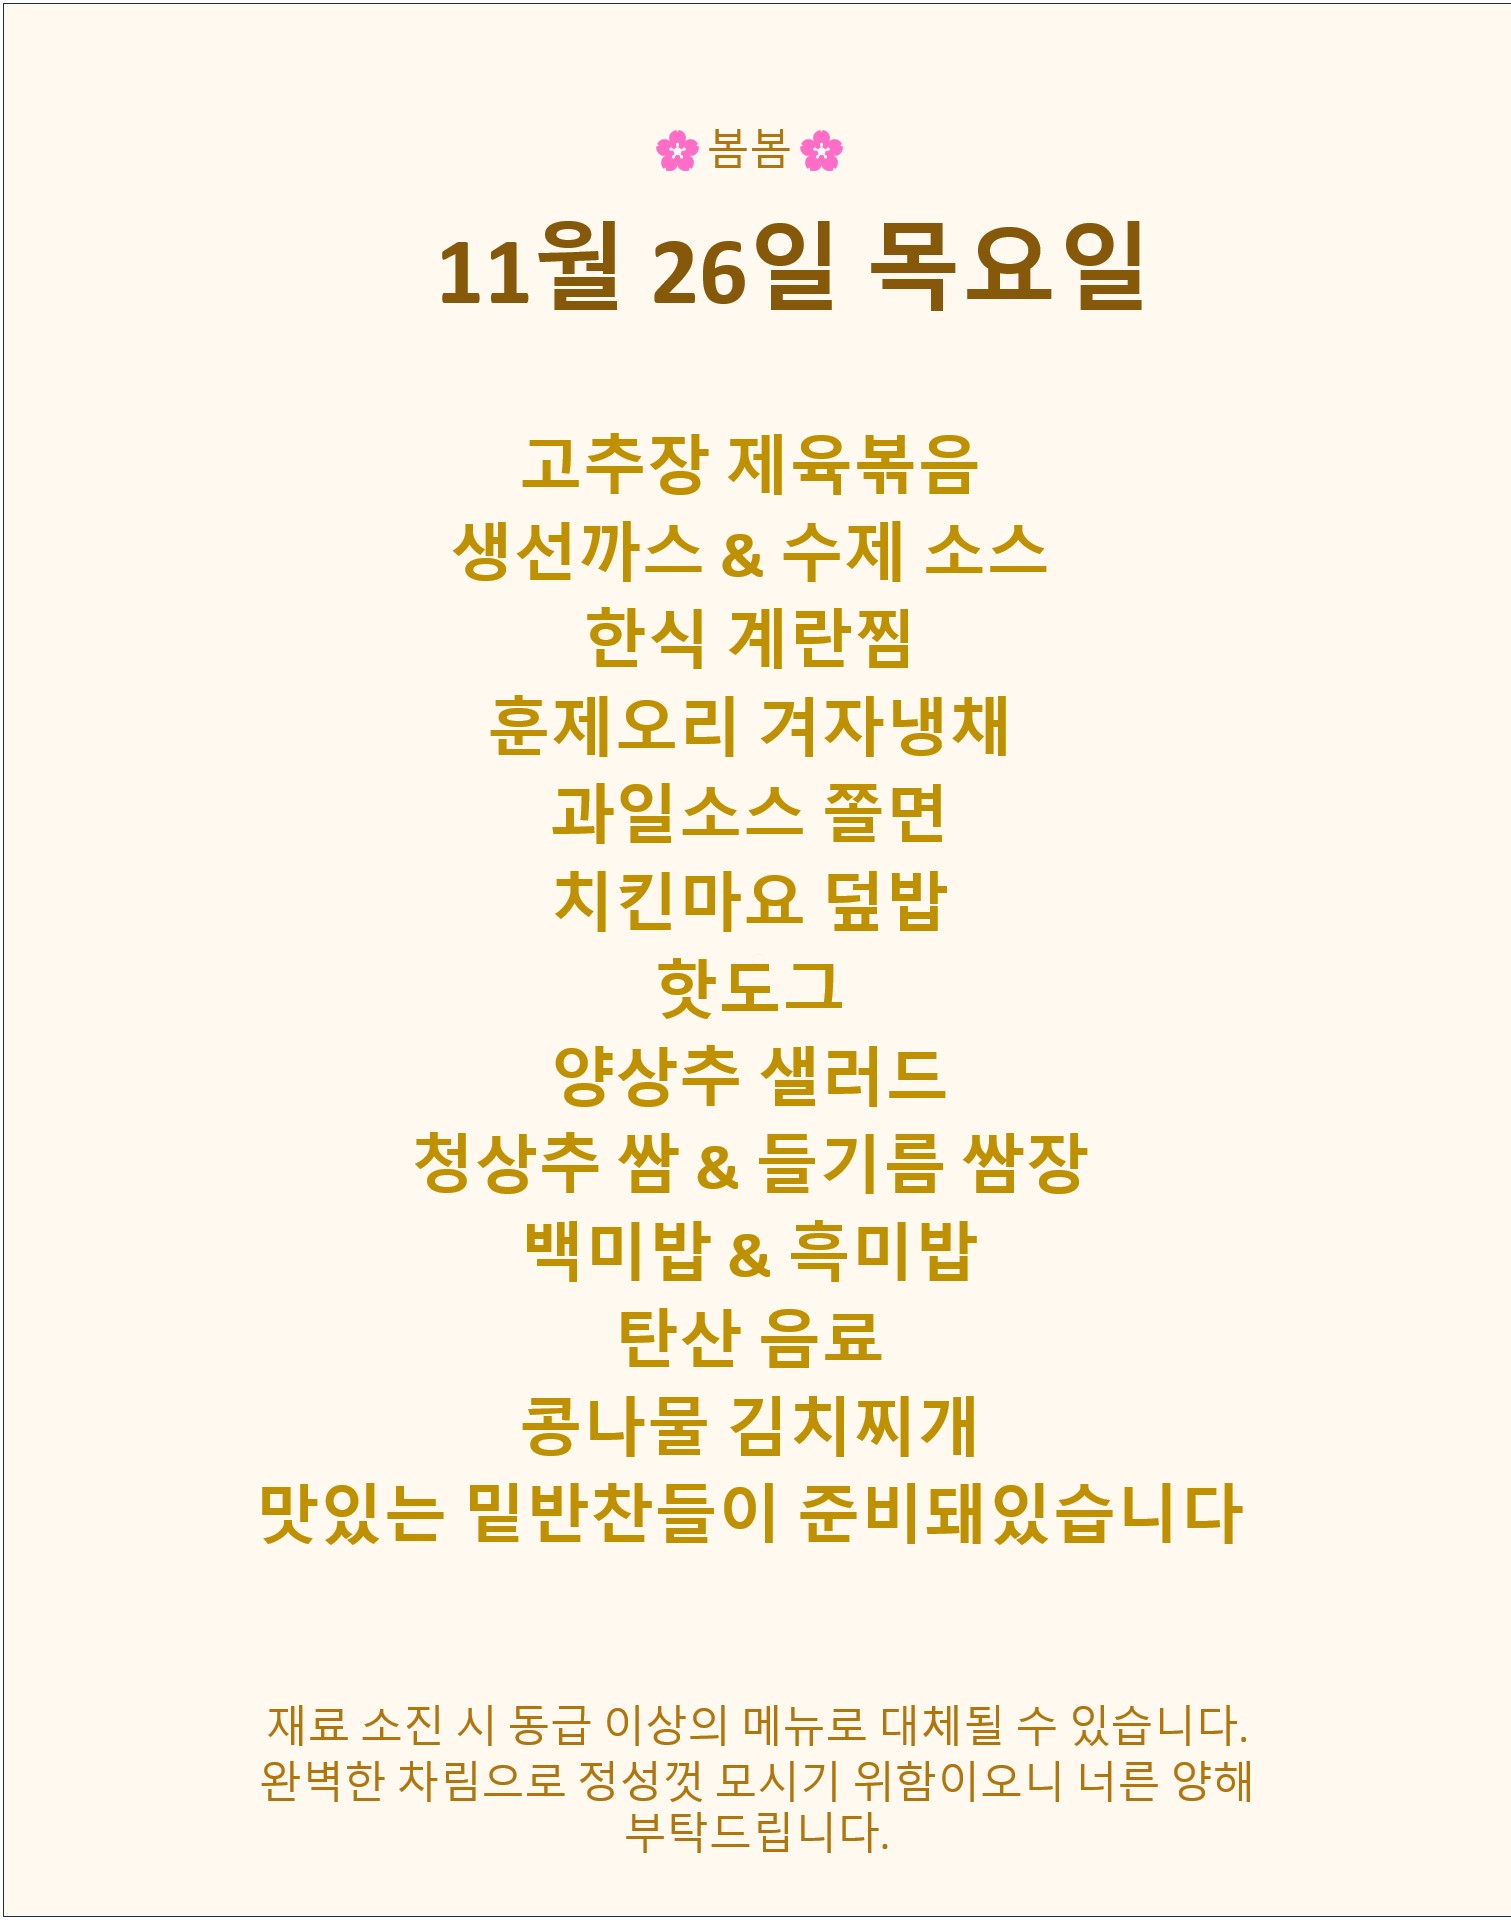 🌸 봄봄 🌸
11월 26일 목요일
고추장 제육볶음
생선까스 & 수제 소스
한식 계란찜
훈제오리 겨자냉채
과일소스 쫄면
치킨마요 덮밥
핫도그
양상추 샐러드
청상추 쌈 & 들기름 쌈장
백미밥 & 흑미밥
탄산 음료
콩나물 김치찌개
맛있는 밑반찬들이 준비돼있습니다
재료 소진 시 동급 이상의 메뉴로 대체될 수 있습니다.
완벽한 차림으로 정성껏 모시기 위함이오니 너른 양해
부탁드립니다.